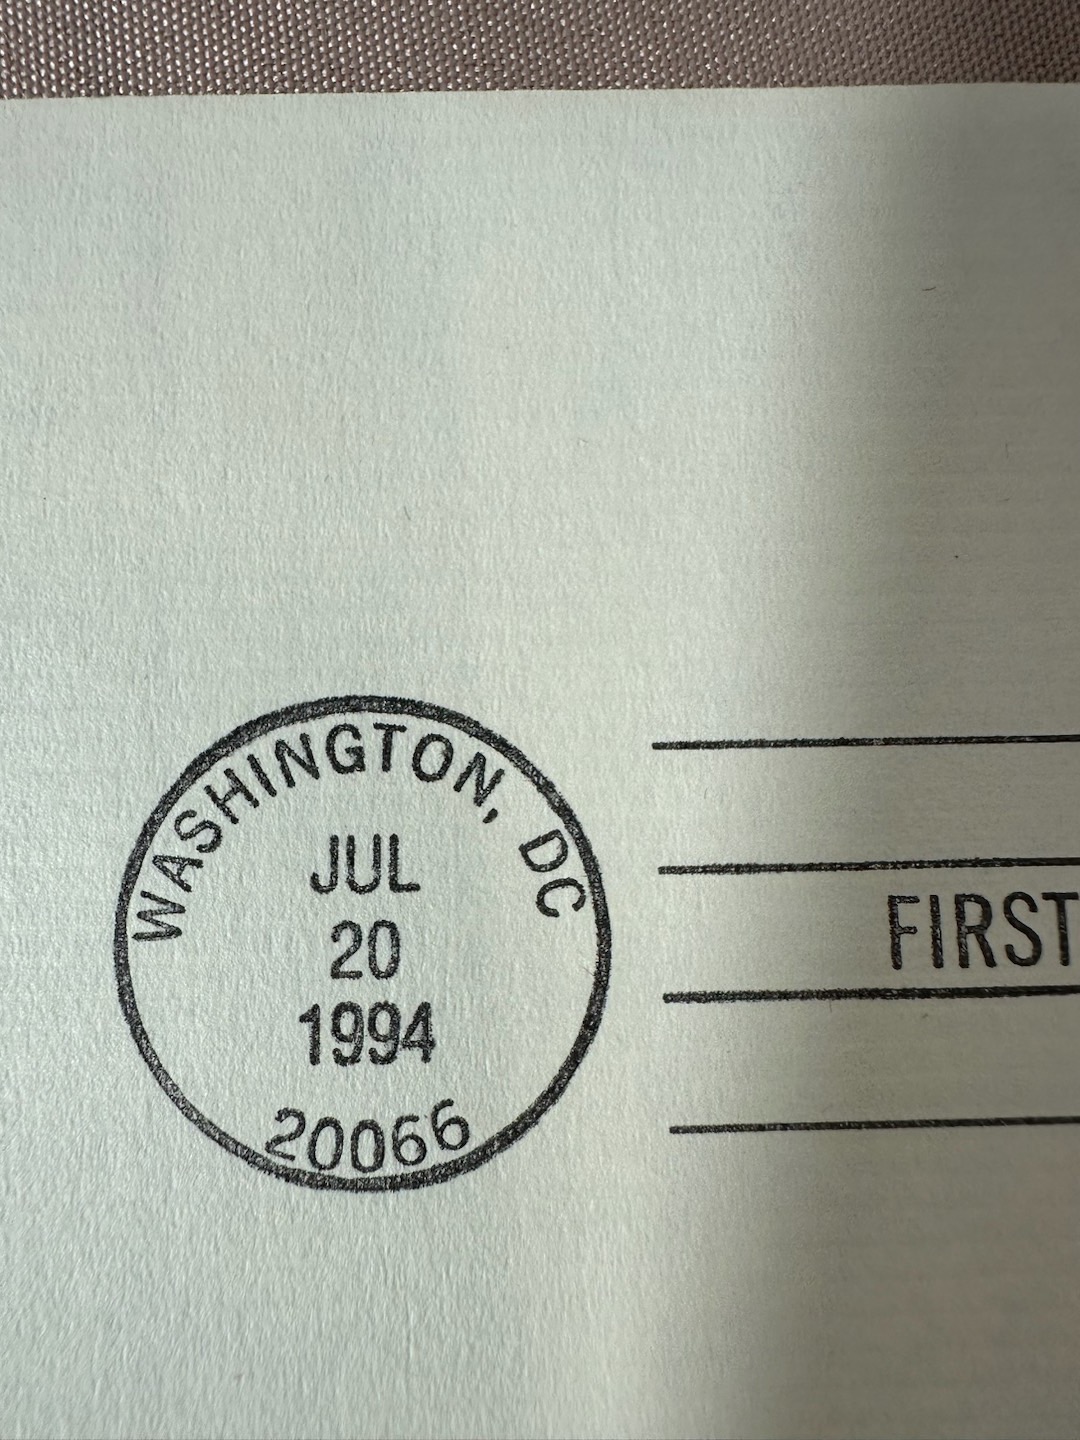 WASHINGTON, DC
JUL
20
1994
20066
FIRST